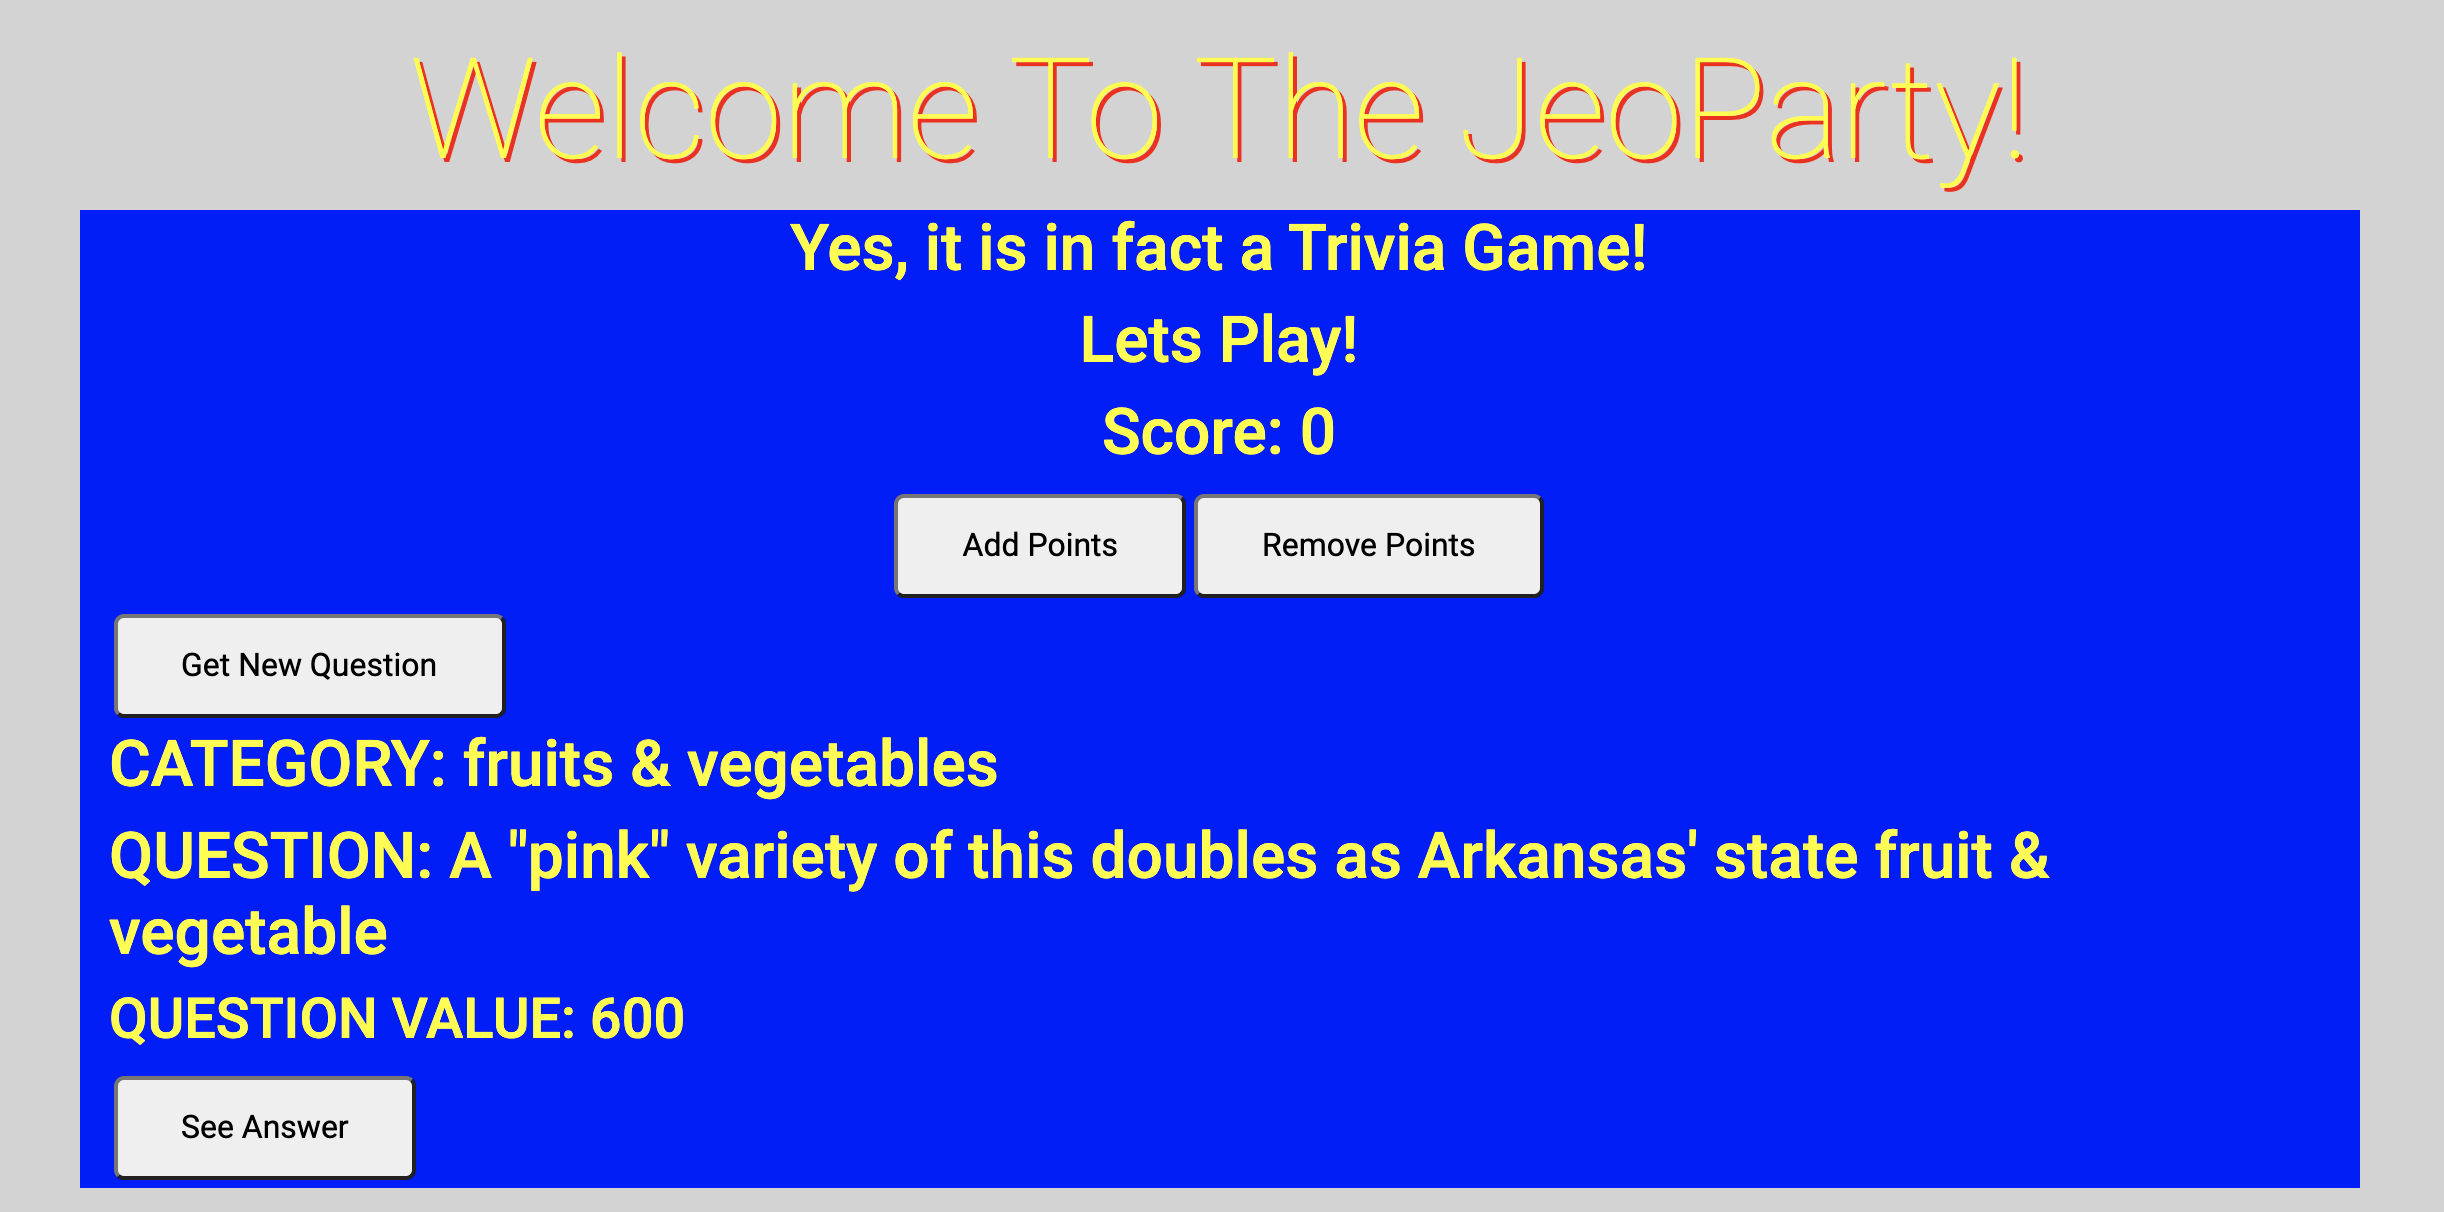 Welcome To The JeoParty!
Yes, it is in fact a Trivia Game!
Lets Play!
Score: 0
Add Points Remove Points
Get New Question
CATEGORY: fruits & vegetables
QUESTION: A "pink" variety of this doubles as Arkansas' state fruit &
vegetable
QUESTION VALUE: 600
See Answer